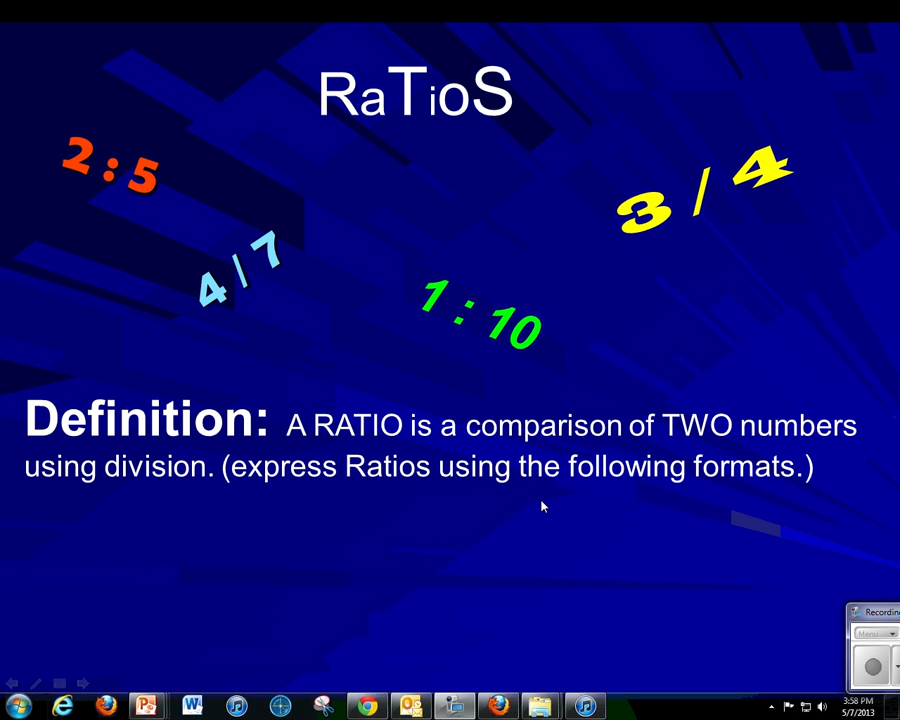 RaTioS
2 : 5
3 / 4
4 / 7
1 : 10
Definition: A RATIO is a comparison of TWO numbers
using division. (express Ratios using the following formats.)
Recording
Menu...
3:58 PM
5/7/2013